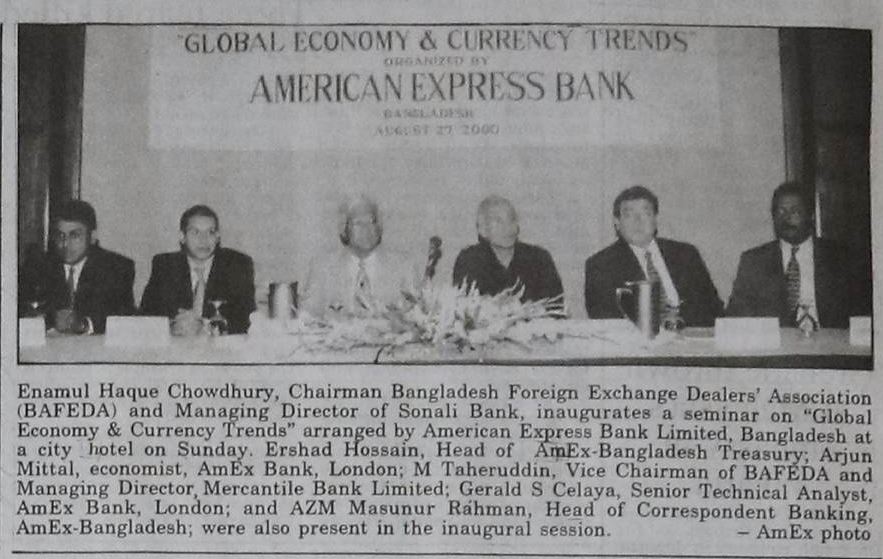 "GLOBAL ECONOMY & CURRENCY TRENDS"
ORGANIZED BY
AMERICAN EXPRESS BANK
BANGLADESH
AUGUST 27 2000
Enamul Haque Chowdhury, Chairman Bangladesh Foreign Exchange Dealers' Association
(BAFEDA) and Managing Director of Sonali Bank, inaugurates a seminar on "Global
Economy & Currency Trends" arranged by American Express Bank Limited, Bangladesh at
a city hotel on Sunday. Ershad Hossain, Head of AmEx-Bangladesh Treasury; Arjun
Mittal, economist, AmEx Bank, London; M Taheruddin, Vice Chairman of BAFEDA and
Managing Director, Mercantile Bank Limited; Gerald S Celaya, Senior Technical Analyst,
AmEx Bank, London; and AZM Masunur Rahman, Head of Correspondent Banking,
AmEx-Bangladesh; were also present in the inaugural session. – AmEx photo